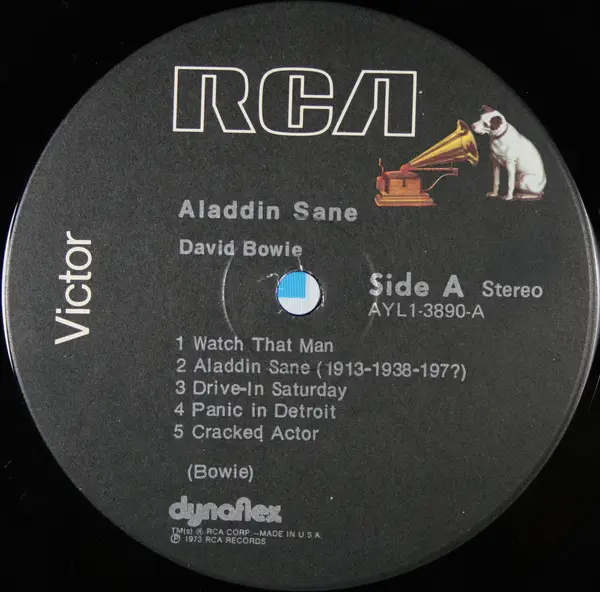 RCA
Victor
Aladdin Sane
David Bowie
Side A Stereo
AYL1-3890-A
1 Watch That Man
2 Aladdin Sane (1913-1938-197?)
3 Drive-In Saturday
4 Panic in Detroit
5 Cracked Actor
(Bowie)
dynaflex
TM(s) ® RCA CORP.—MADE IN U.S.A.
℗ 1973 RCA RECORDS